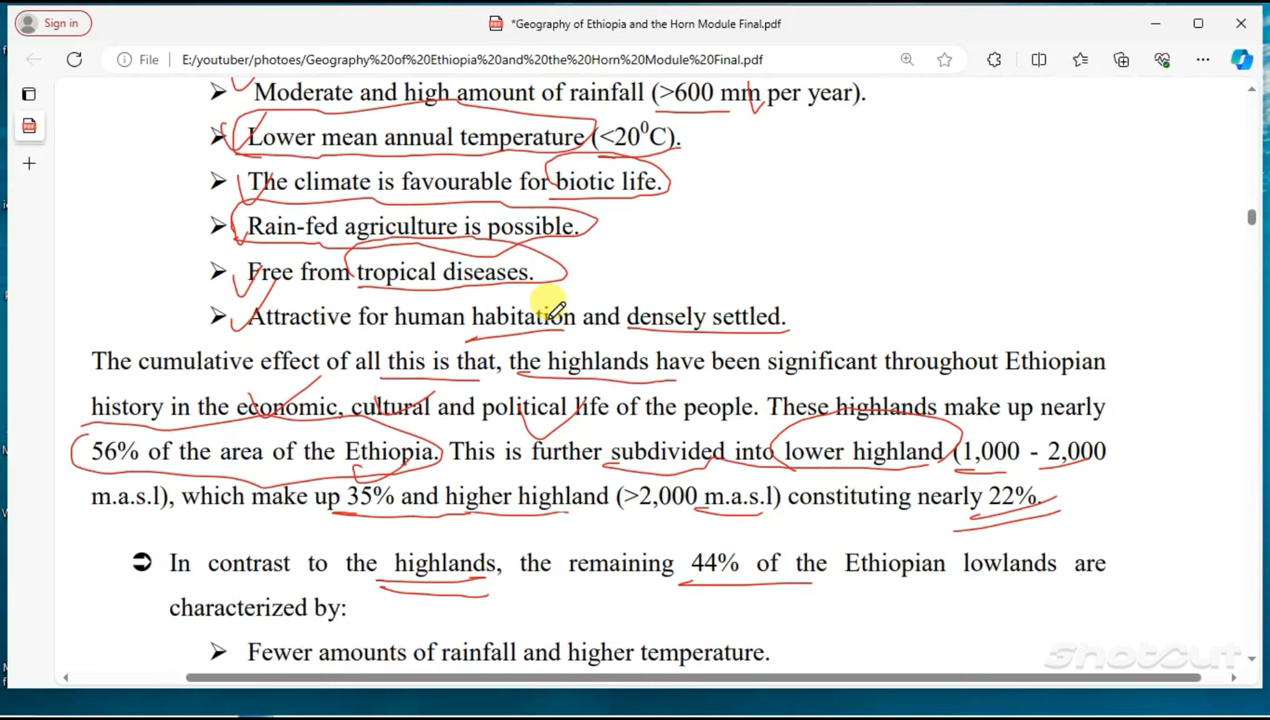 Sign in
*Geography of Ethiopia and the Horn Module Final.pdf
File E:/youtuber/photoes/Geography%20of%20Ethiopia%20and%20the%20Horn%20Module%20Final.pdf
➢ Moderate and high amount of rainfall (>600 mm per year).
➢ Lower mean annual temperature (<20⁰C).
➢ The climate is favourable for biotic life.
➢ Rain-fed agriculture is possible.
➢ Free from tropical diseases.
➢ Attractive for human habitation and densely settled.
The cumulative effect of all this is that, the highlands have been significant throughout Ethiopian
history in the economic, cultural and political life of the people. These highlands make up nearly
56% of the area of the Ethiopia. This is further subdivided into lower highland (1,000 - 2,000
m.a.s.l), which make up 35% and higher highland (>2,000 m.a.s.l) constituting nearly 22%.
➲ In contrast to the highlands, the remaining 44% of the Ethiopian lowlands are
characterized by:
➢ Fewer amounts of rainfall and higher temperature.
shotcut